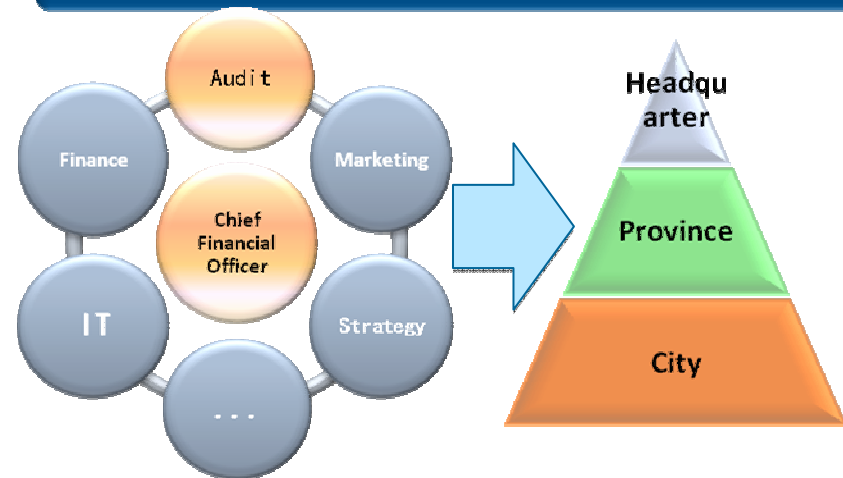 Audit
Finance
Marketing
Chief
Financial
Officer
IT
Strategy
...
Headqu
arter
Province
City